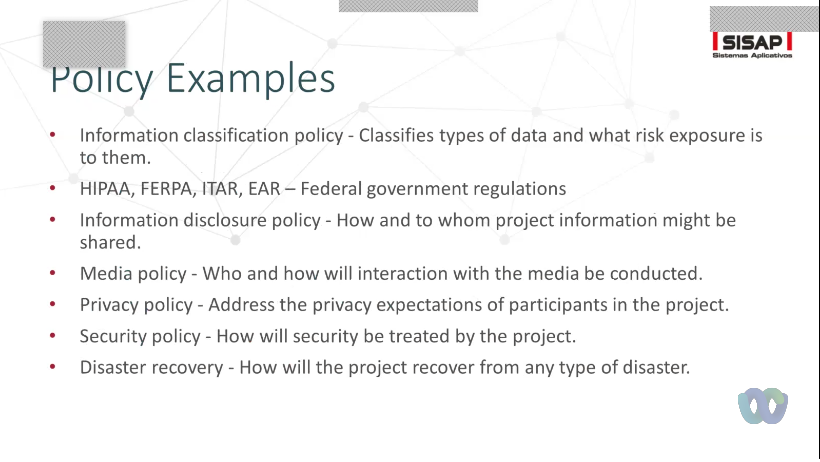 SISAP
Sistemas Aplicativos
Policy Examples
• Information classification policy - Classifies types of data and what risk exposure is
to them.
• HIPAA, FERPA, ITAR, EAR – Federal government regulations
• Information disclosure policy - How and to whom project information might be
shared.
• Media policy - Who and how will interaction with the media be conducted.
• Privacy policy - Address the privacy expectations of participants in the project.
• Security policy - How will security be treated by the project.
• Disaster recovery - How will the project recover from any type of disaster.